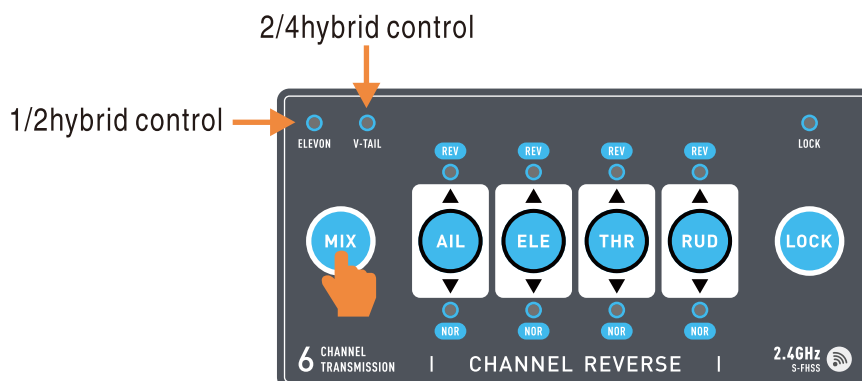 2/4hybrid control
1/2hybrid control
ELEVON V-TAIL LOCK
REV REV REV REV
MIX AIL ELE THR RUD LOCK
NOR NOR NOR NOR
6 CHANNEL TRANSMISSION
CHANNEL REVERSE
2.4GHz
S-FHSS